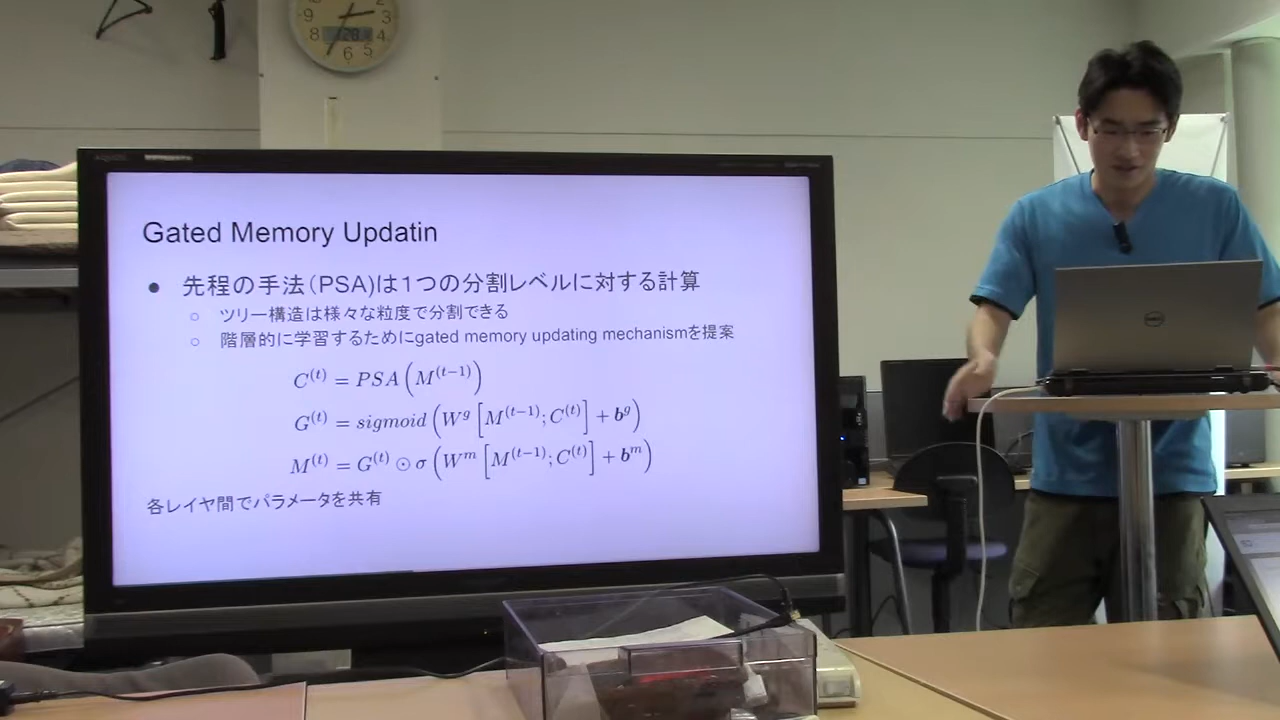 Gated Memory Updatin
● 先程の手法(PSA)は1つの分割レベルに対する計算
○ ツリー構造は様々な粒度で分割できる
○ 階層的に学習するためにgated memory updating mechanismを提案
C^{(t)} = PSA(M^{(t-1)})
G^{(t)} = sigmoid(W^g [M^{(t-1)}; C^{(t)}] + b^g)
M^{(t)} = G^{(t)} ⊙ σ(W^m [M^{(t-1)}; C^{(t)}] + b^m)
各レイヤ間でパラメータを共有
DELL